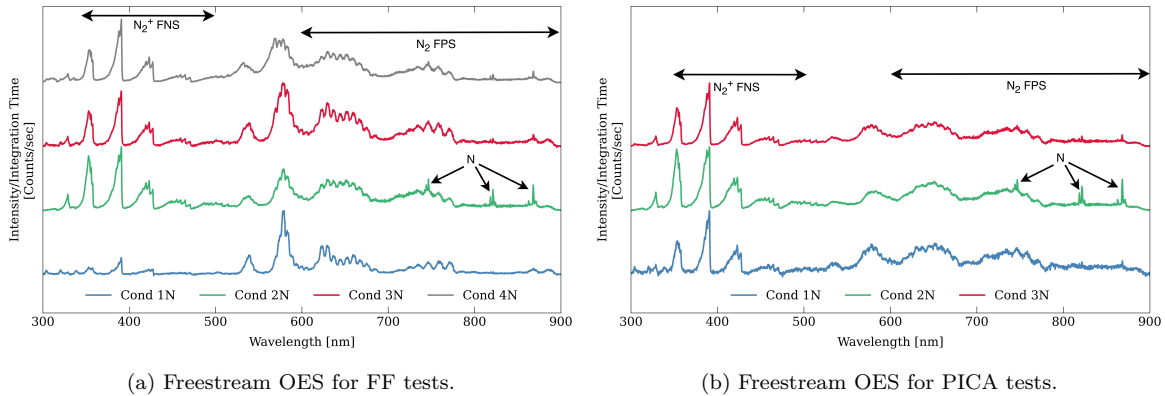 Intensity/Integration Time
[Counts/sec]
N2+ FNS
N2 FPS
N
Cond 1N
Cond 2N
Cond 3N
Cond 4N
300
400
500
600
700
800
900
Wavelength [nm]
(a) Freestream OES for FF tests.
Intensity/Integration Time
[Counts/sec]
N2+ FNS
N2 FPS
N
Cond 1N
Cond 2N
Cond 3N
300
400
500
600
700
800
900
Wavelength [nm]
(b) Freestream OES for PICA tests.